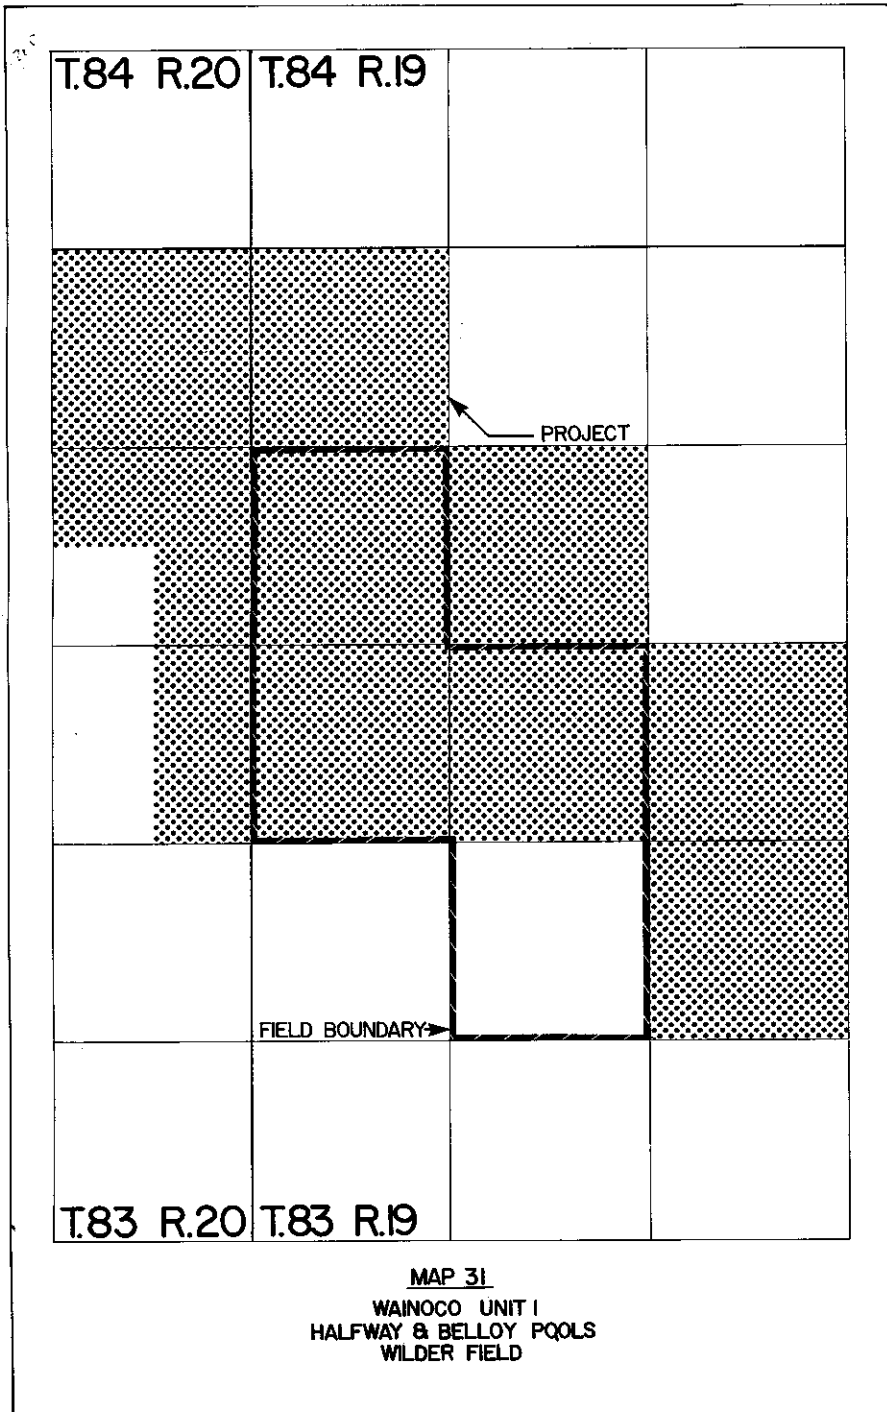 T.84 R.20 T.84 R.19
PROJECT
FIELD BOUNDARY
T.83 R.20 T.83 R.19
MAP 31
WAINOCO UNIT I
HALFWAY & BELLOY POOLS
WILDER FIELD